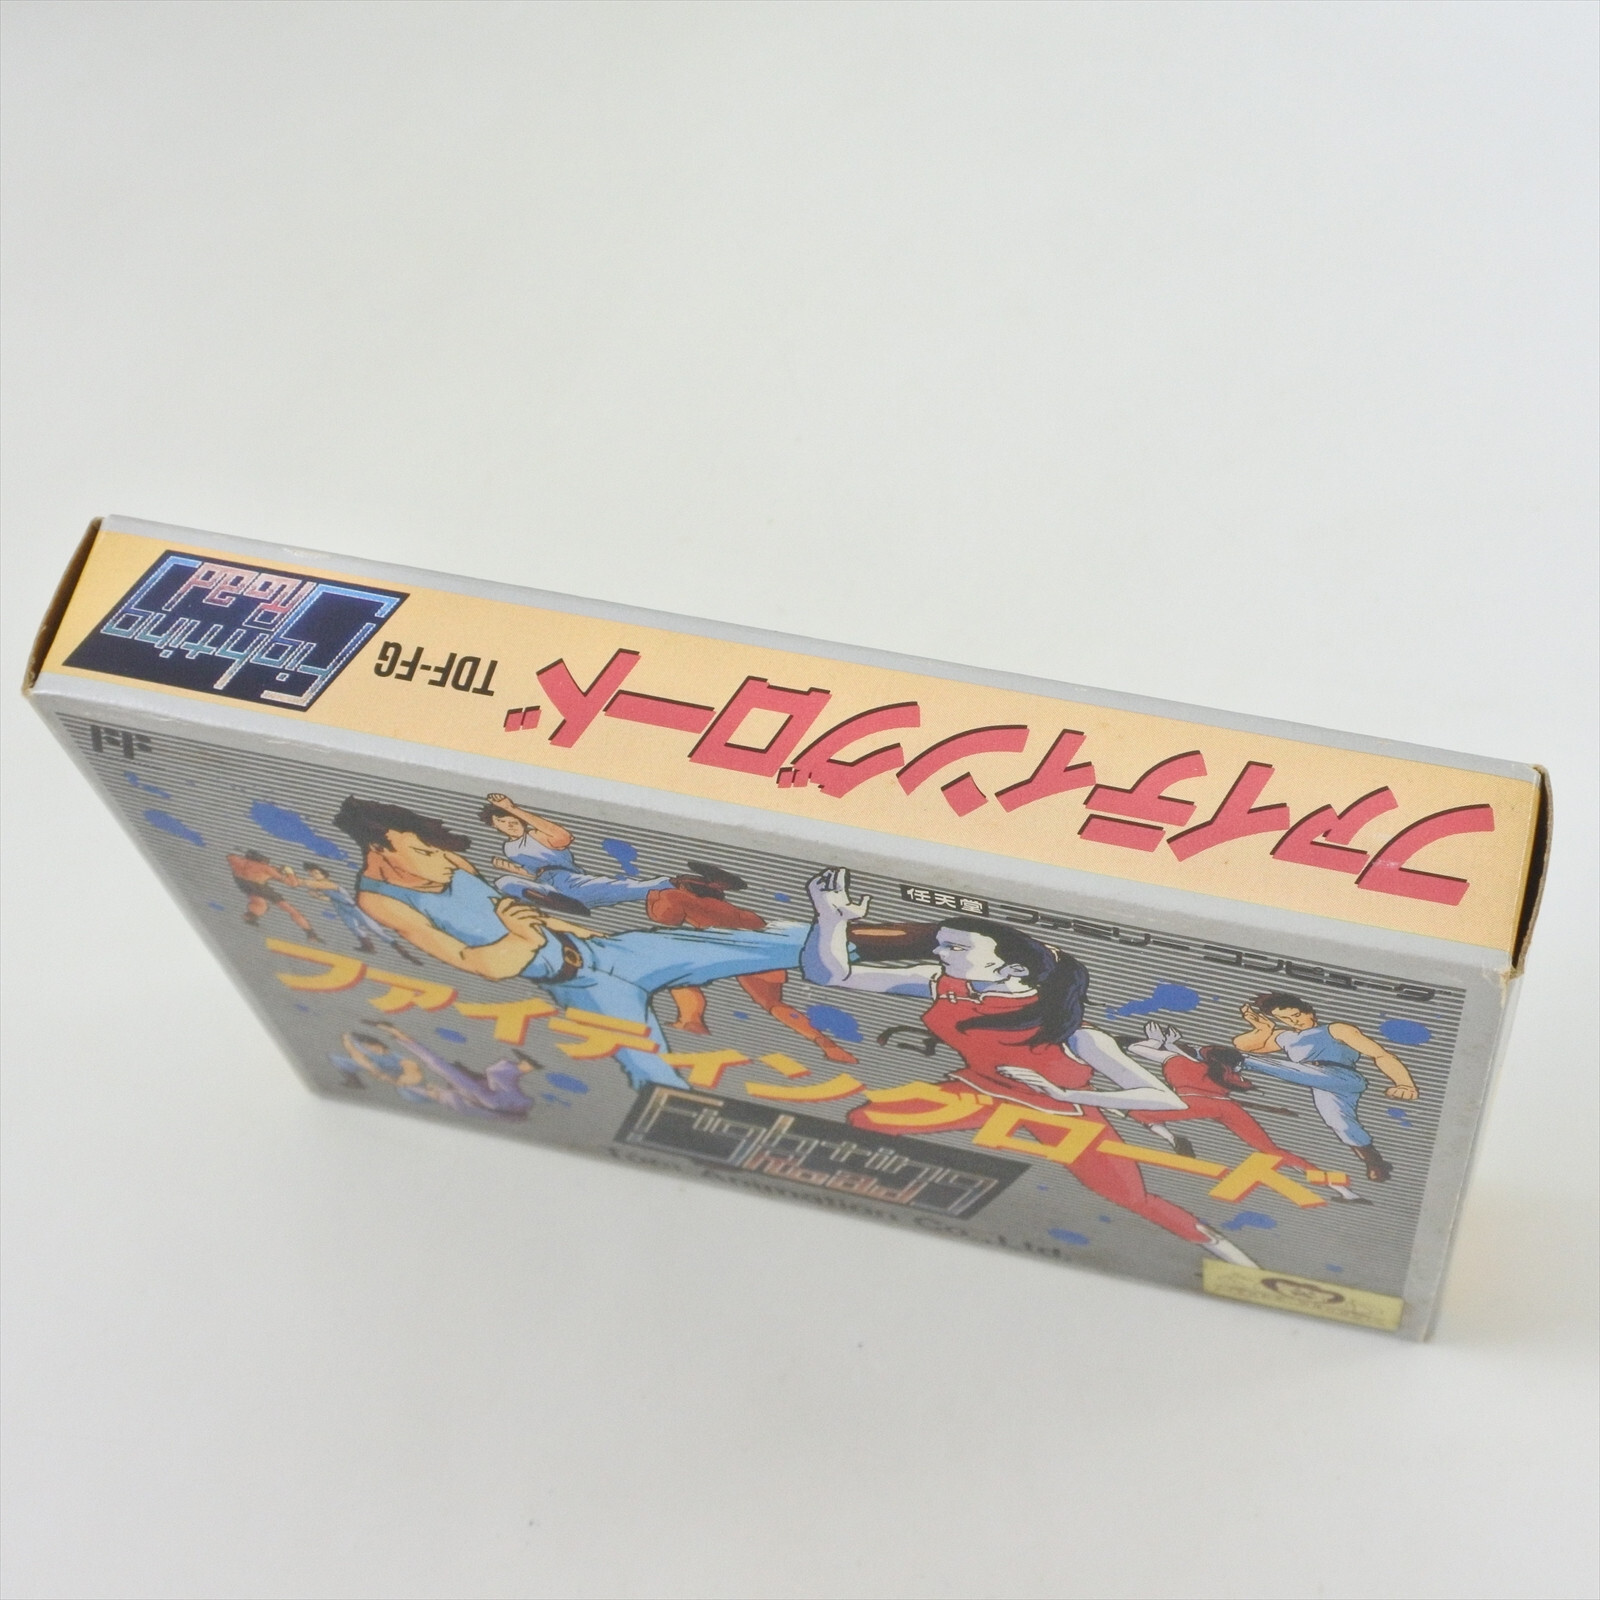 ファイティングロード
TDF-FG
Fighting
Road
任天堂
ファミリーコンピュータ
ファイティングロード
Fighting
Road
Toei Animation Co., Ltd.